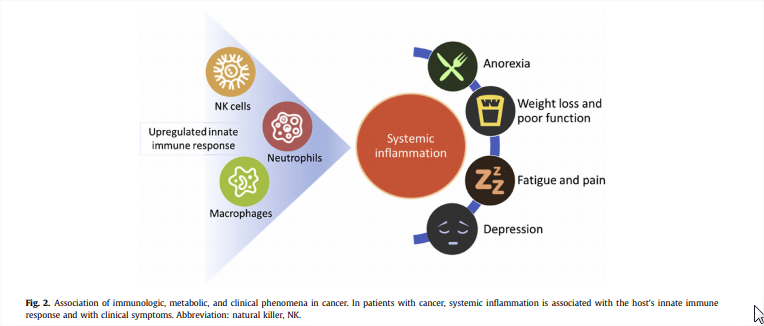 NK cells
Upregulated innate
immune response
Neutrophils
Macrophages
Systemic
inflammation
Anorexia
Weight loss and
poor function
ZZZ
Fatigue and pain
Depression
Fig. 2. Association of immunologic, metabolic, and clinical phenomena in cancer. In patients with cancer, systemic inflammation is associated with the host's innate immune
response and with clinical symptoms. Abbreviation: natural killer, NK.